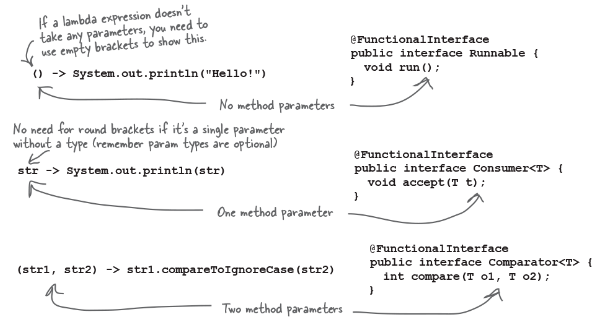 If a lambda expression doesn't
take any parameters, you need to
use empty brackets to show this.
() -> System.out.println("Hello!")
@FunctionalInterface
public interface Runnable {
void run();
}
No method parameters
No need for round brackets if it's a single parameter
without a type (remember param types are optional)
str -> System.out.println(str)
@FunctionalInterface
public interface Consumer<T> {
void accept(T t);
}
One method parameter
(str1, str2) -> str1.compareToIgnoreCase(str2)
@FunctionalInterface
public interface Comparator<T> {
int compare(T o1, T o2);
}
Two method parameters